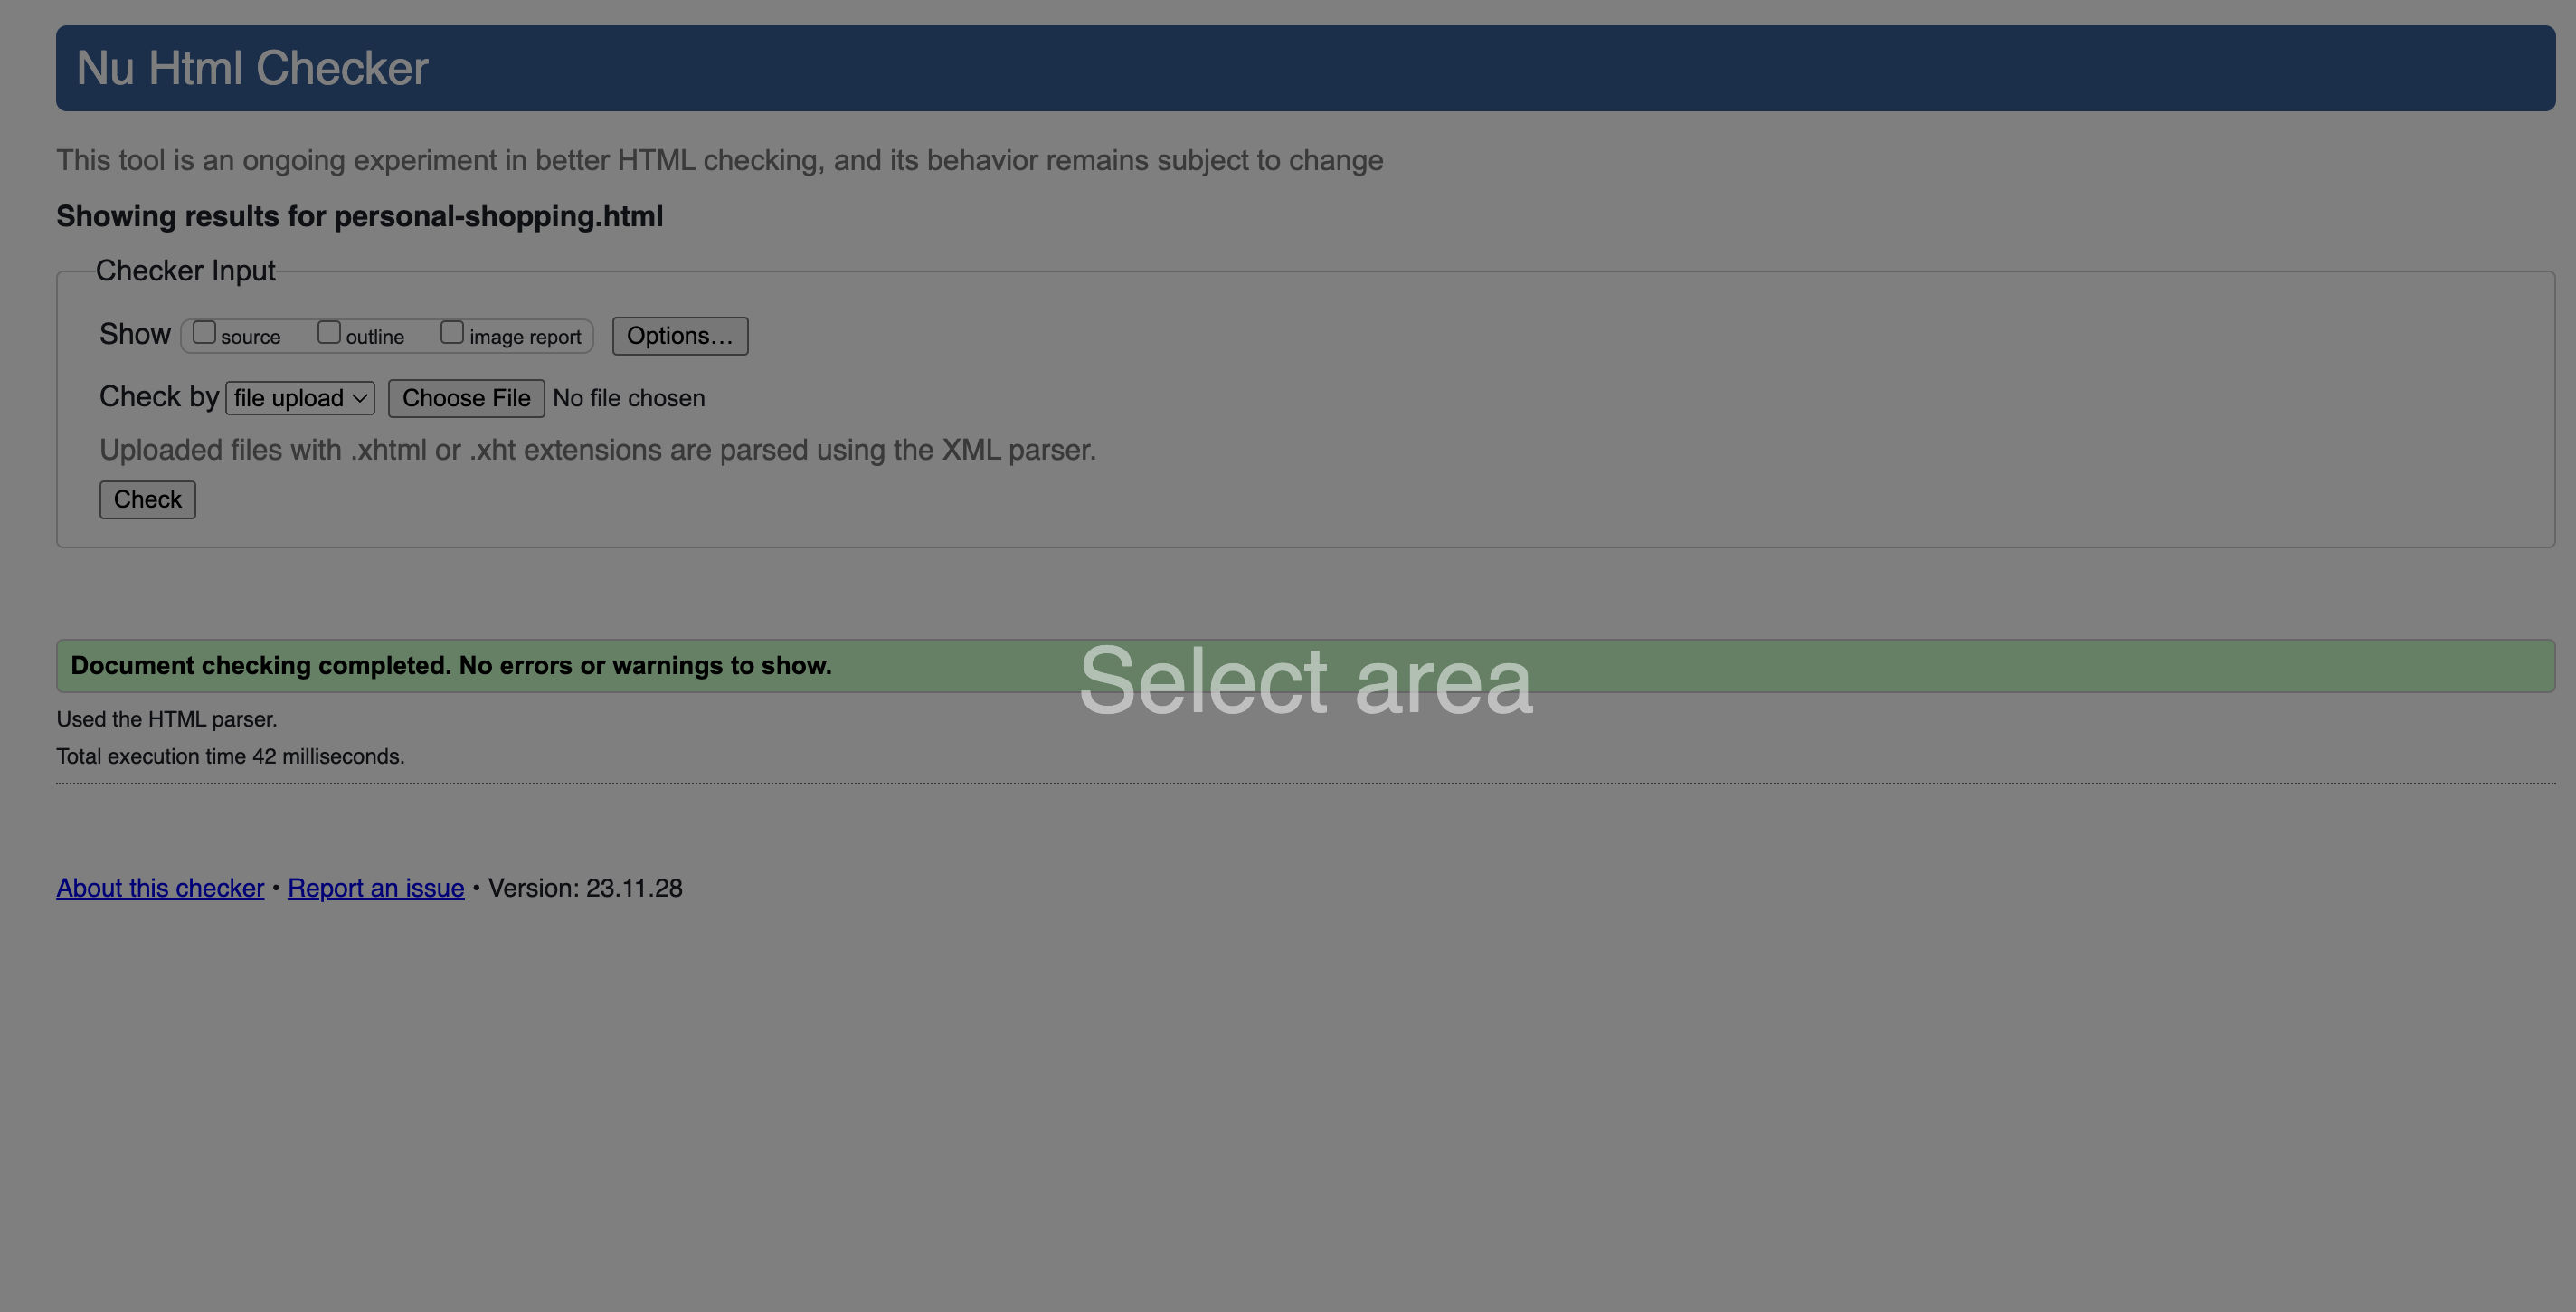 Nu Html Checker
This tool is an ongoing experiment in better HTML checking, and its behavior remains subject to change
Showing results for personal-shopping.html
Checker Input
Show source outline image report Options...
Check by file upload Choose File No file chosen
Uploaded files with .xhtml or .xht extensions are parsed using the XML parser.
Check
Document checking completed. No errors or warnings to show.
Select area
Used the HTML parser.
Total execution time 42 milliseconds.
About this checker • Report an issue • Version: 23.11.28